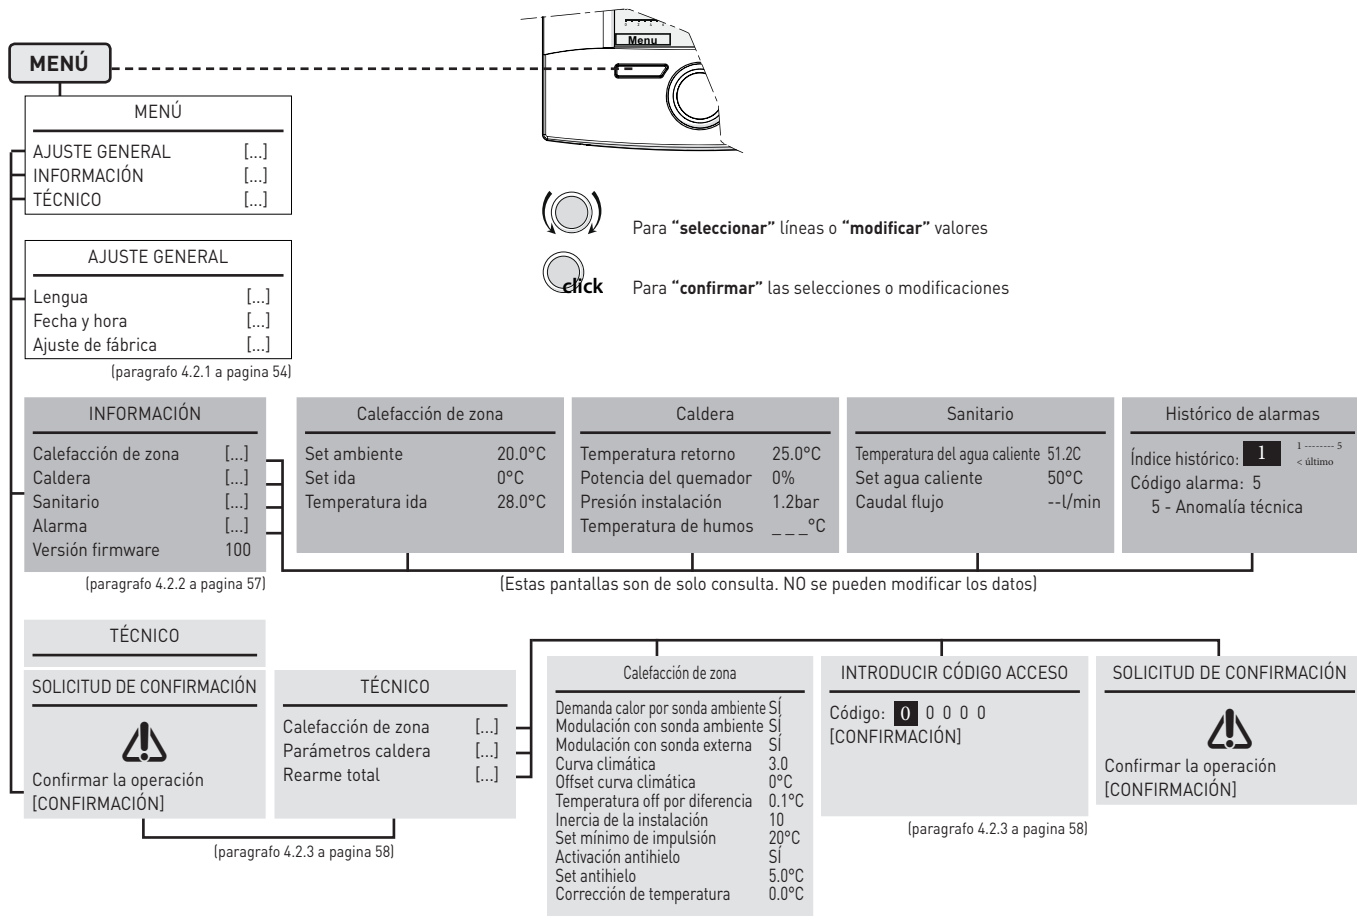 Menu
MENÚ
MENÚ
AJUSTE GENERAL [...]
INFORMACIÓN [...]
TÉCNICO [...]
Para “seleccionar” líneas o “modificar” valores
click Para “confirmar” las selecciones o modificaciones
AJUSTE GENERAL
Lengua [...]
Fecha y hora [...]
Ajuste de fábrica [...]
(paragrafo 4.2.1 a pagina 54)
INFORMACIÓN
Calefacción de zona [...]
Caldera [...]
Sanitario [...]
Alarma [...]
Versión firmware 100
(paragrafo 4.2.2 a pagina 57)
Calefacción de zona
Set ambiente 20.0°C
Set ida 0°C
Temperatura ida 28.0°C
Caldera
Temperatura retorno 25.0°C
Potencia del quemador 0%
Presión instalación 1.2bar
Temperatura de humos _ _ _°C
Sanitario
Temperatura del agua caliente 51.2C
Set agua caliente 50°C
Caudal flujo --l/min
Histórico de alarmas
Índice histórico: 1 1 -------- 5
< último
Código alarma: 5
5 - Anomalía técnica
(Estas pantallas son de solo consulta. NO se pueden modificar los datos)
TÉCNICO
SOLICITUD DE CONFIRMACIÓN
Confirmar la operación
[CONFIRMACIÓN]
TÉCNICO
Calefacción de zona [...]
Parámetros caldera [...]
Rearme total [...]
(paragrafo 4.2.3 a pagina 58)
Calefacción de zona
Demanda calor por sonda ambiente SÍ
Modulación con sonda ambiente SÍ
Modulación con sonda externa SÍ
Curva climática 3.0
Offset curva climática 0°C
Temperatura off por diferencia 0.1°C
Inercia de la instalación 10
Set mínimo de impulsión 20°C
Activación antihielo SÍ
Set antihielo 5.0°C
Corrección de temperatura 0.0°C
INTRODUCIR CÓDIGO ACCESO
Código: 0 0 0 0 0
[CONFIRMACIÓN]
(paragrafo 4.2.3 a pagina 58)
SOLICITUD DE CONFIRMACIÓN
Confirmar la operación
[CONFIRMACIÓN]